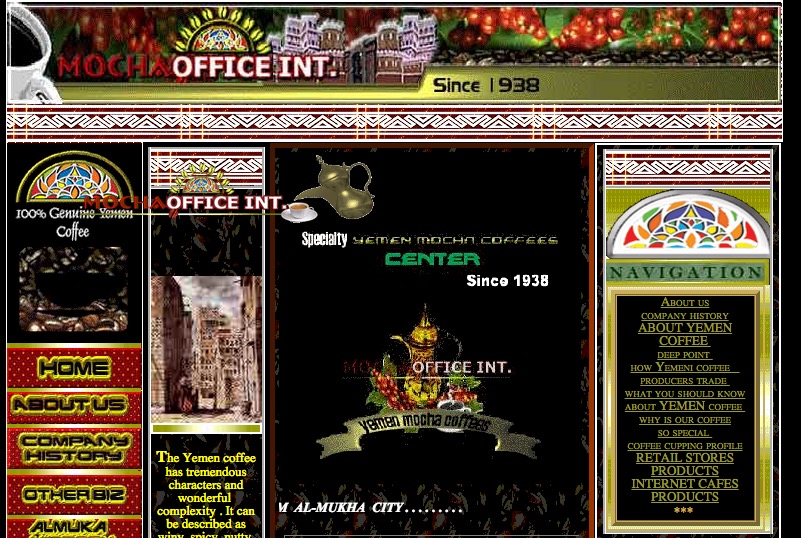 MOCHA OFFICE INT.
Since 1938
100% Genuine Yemen
Coffee
HOME
ABOUT US
COMPANY
HISTORY
OTHER BIZ
ALMUKA
MOCHA OFFICE INT.
The Yemen coffee
has tremendous
characters and
wonderful
complexity . It can
be described as
winy, spicy, nutty,
Specialty YEMEN MOCHA COFFEES
CENTER
Since 1938
MOCHA OFFICE INT.
Yemen mocha coffees
M AL-MUKHA CITY.........
NAVIGATION
ABOUT US
COMPANY HISTORY
ABOUT YEMEN
COFFEE
DEEP POINT
HOW YEMENI COFFEE
PRODUCERS TRADE
WHAT YOU SHOULD KNOW
ABOUT YEMEN COFFEE
WHY IS OUR COFFEE
SO SPECIAL
COFFEE CUPPING PROFILE
RETAIL STORES
PRODUCTS
INTERNET CAFES
PRODUCTS
***